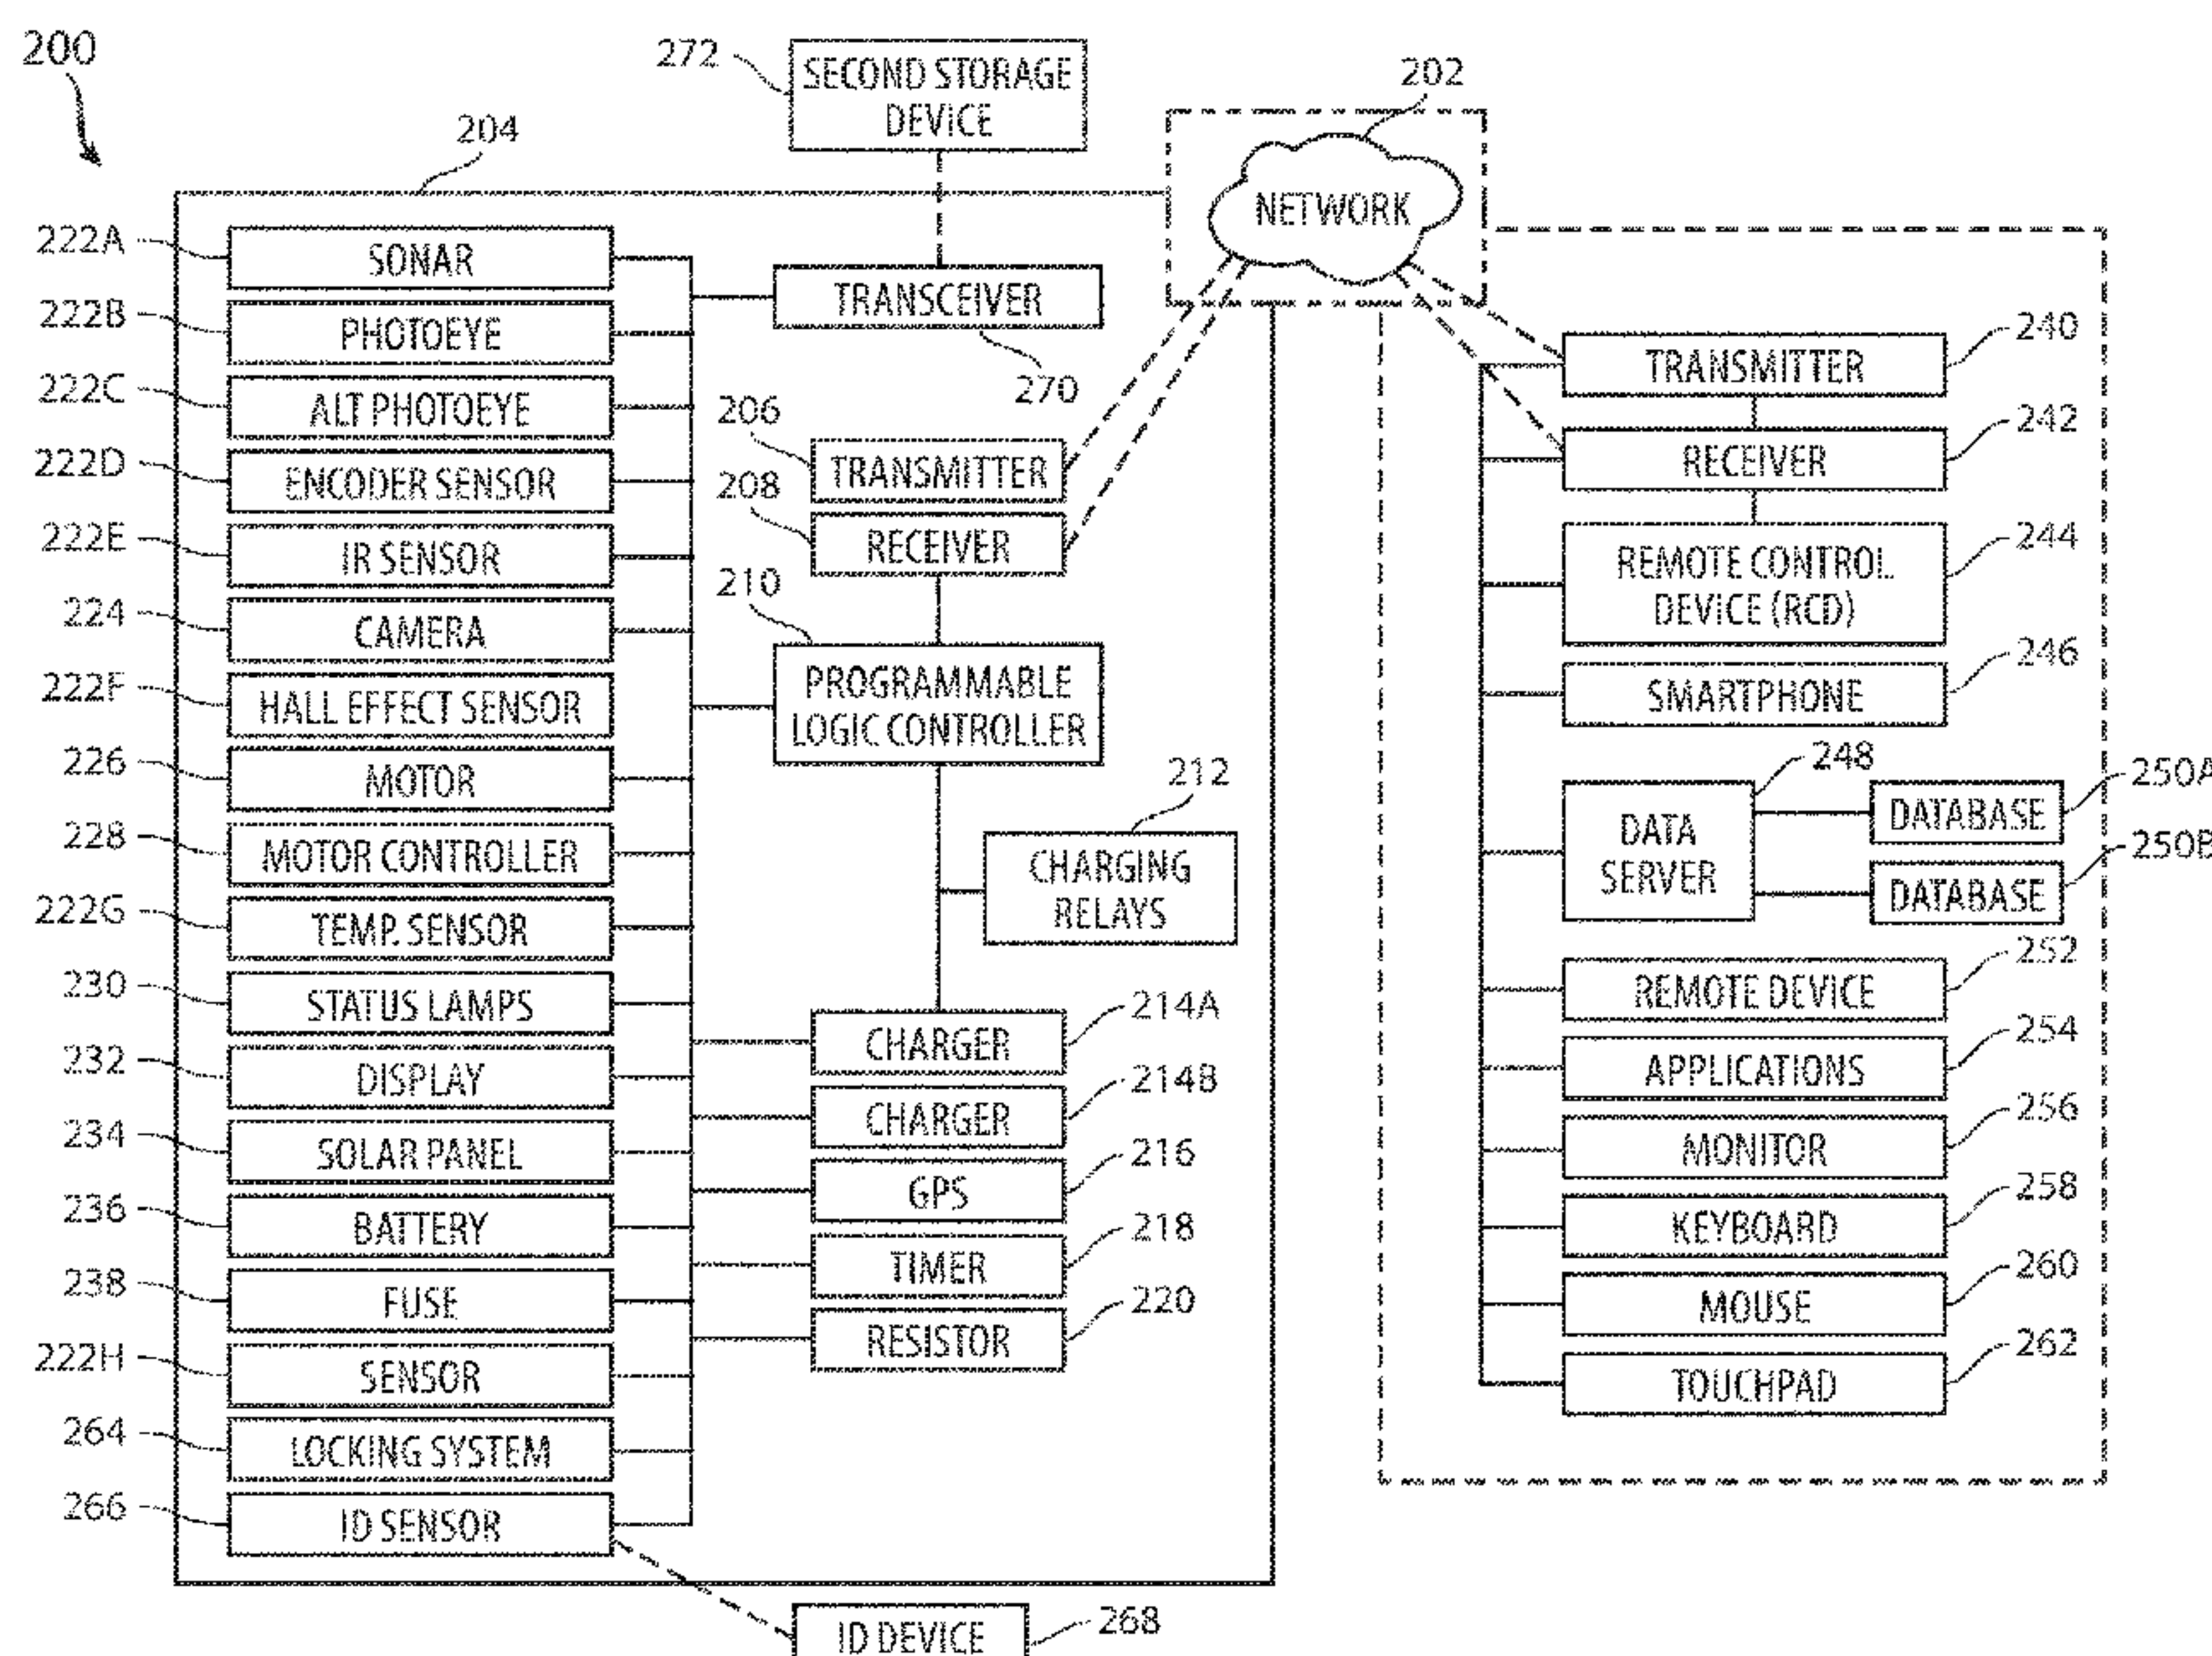 200
272
SECOND STORAGE
DEVICE
202
NETWORK
204
222A
SONAR
222B
PHOTOEYE
222C
ALT PHOTOEYE
222D
ENCODER SENSOR
222E
IR SENSOR
224
CAMERA
222F
HALL EFFECT SENSOR
226
MOTOR
228
MOTOR CONTROLLER
222G
TEMP. SENSOR
230
STATUS LAMPS
232
DISPLAY
234
SOLAR PANEL
236
BATTERY
238
FUSE
222H
SENSOR
264
LOCKING SYSTEM
266
ID SENSOR
TRANSCEIVER
270
206
TRANSMITTER
208
RECEIVER
210
PROGRAMMABLE
LOGIC CONTROLLER
212
CHARGING
RELAYS
CHARGER
214A
CHARGER
214B
GPS
216
TIMER
218
RESISTOR
220
ID DEVICE
268
TRANSMITTER
240
RECEIVER
242
REMOTE CONTROL
DEVICE (RCD)
244
SMARTPHONE
246
DATA
SERVER
248
DATABASE
250A
DATABASE
250B
REMOTE DEVICE
252
APPLICATIONS
254
MONITOR
256
KEYBOARD
258
MOUSE
260
TOUCHPAD
262